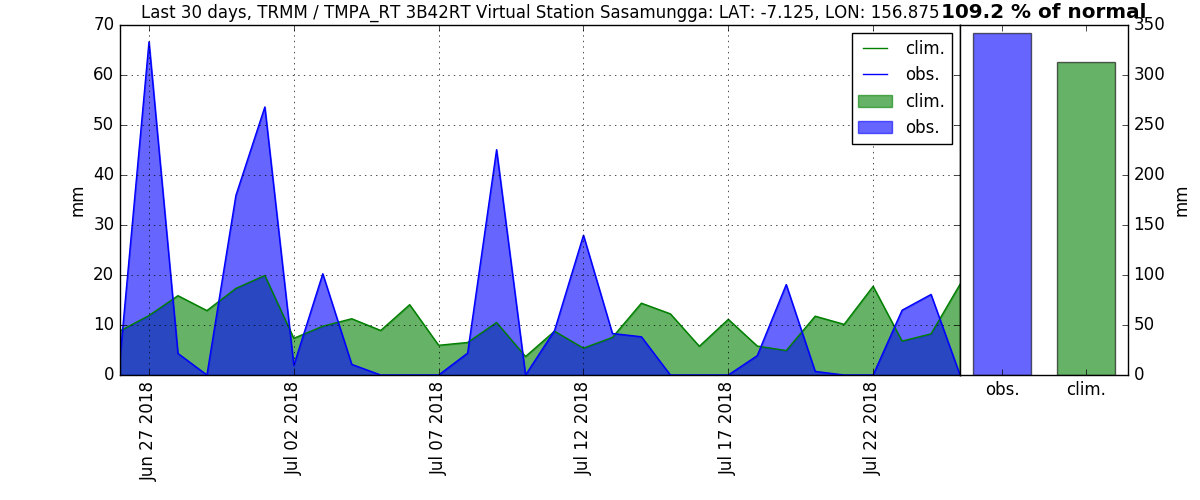 Last 30 days, TRMM / TMPA_RT 3B42RT Virtual Station Sasamungga: LAT: -7.125, LON: 156.875
109.2 % of normal
70
60
50
40
30
20
10
0
mm
clim.
obs.
clim.
obs.
Jun 27 2018
Jul 02 2018
Jul 07 2018
Jul 12 2018
Jul 17 2018
Jul 22 2018
350
300
250
200
150
100
50
0
mm
obs.
clim.